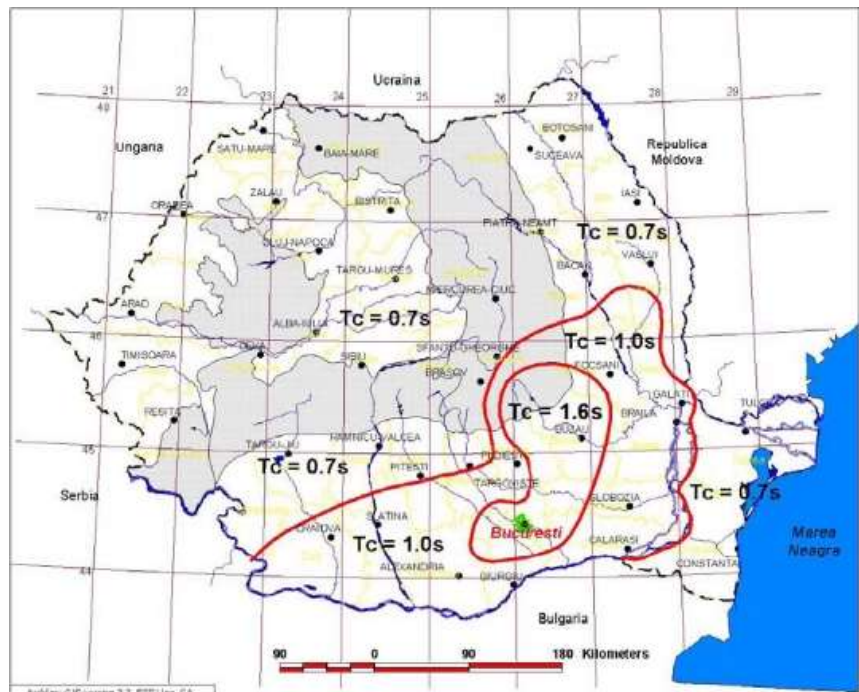 Ucraina
21 22 23 24 25 26 27 28 29
48
BOTOSANI
Ungaria
SATU-MARE
BAIA-MARE
SUCEAVA
Republica
Moldova
ZALAU
BISTRITA
IASI
ORADEA
47
PIATRA-NEAMT
Tc = 0.7s
CLUJ-NAPOCA
VASLUI
TARGU-MURES
BACAU
MIERCUREA-CIUC
ARAD
ALBA-IULIA
Tc = 0.7s
46
DEVA
SFANTU-GHEORGHE
Tc = 1.0s
TIMISOARA
SIBIU
BRASOV
FOCSANI
RESITA
Tc = 1.6s
GALATI
BRAILA
TULCEA
45
TARGU-JIU
RAMNICU-VALCEA
BUZAU
Tc = 0.7s
PITESTI
PLOIESTI
TARGOVISTE
Serbia
SLOBOZIA
Tc = 0.7s
CRAIOVA
SLATINA
Bucuresti
Marea
Neagra
Tc = 1.0s
CALARASI
ALEXANDRIA
CONSTANTA
44
GIURGIU
Bulgaria
90 0 90 180 Kilometers